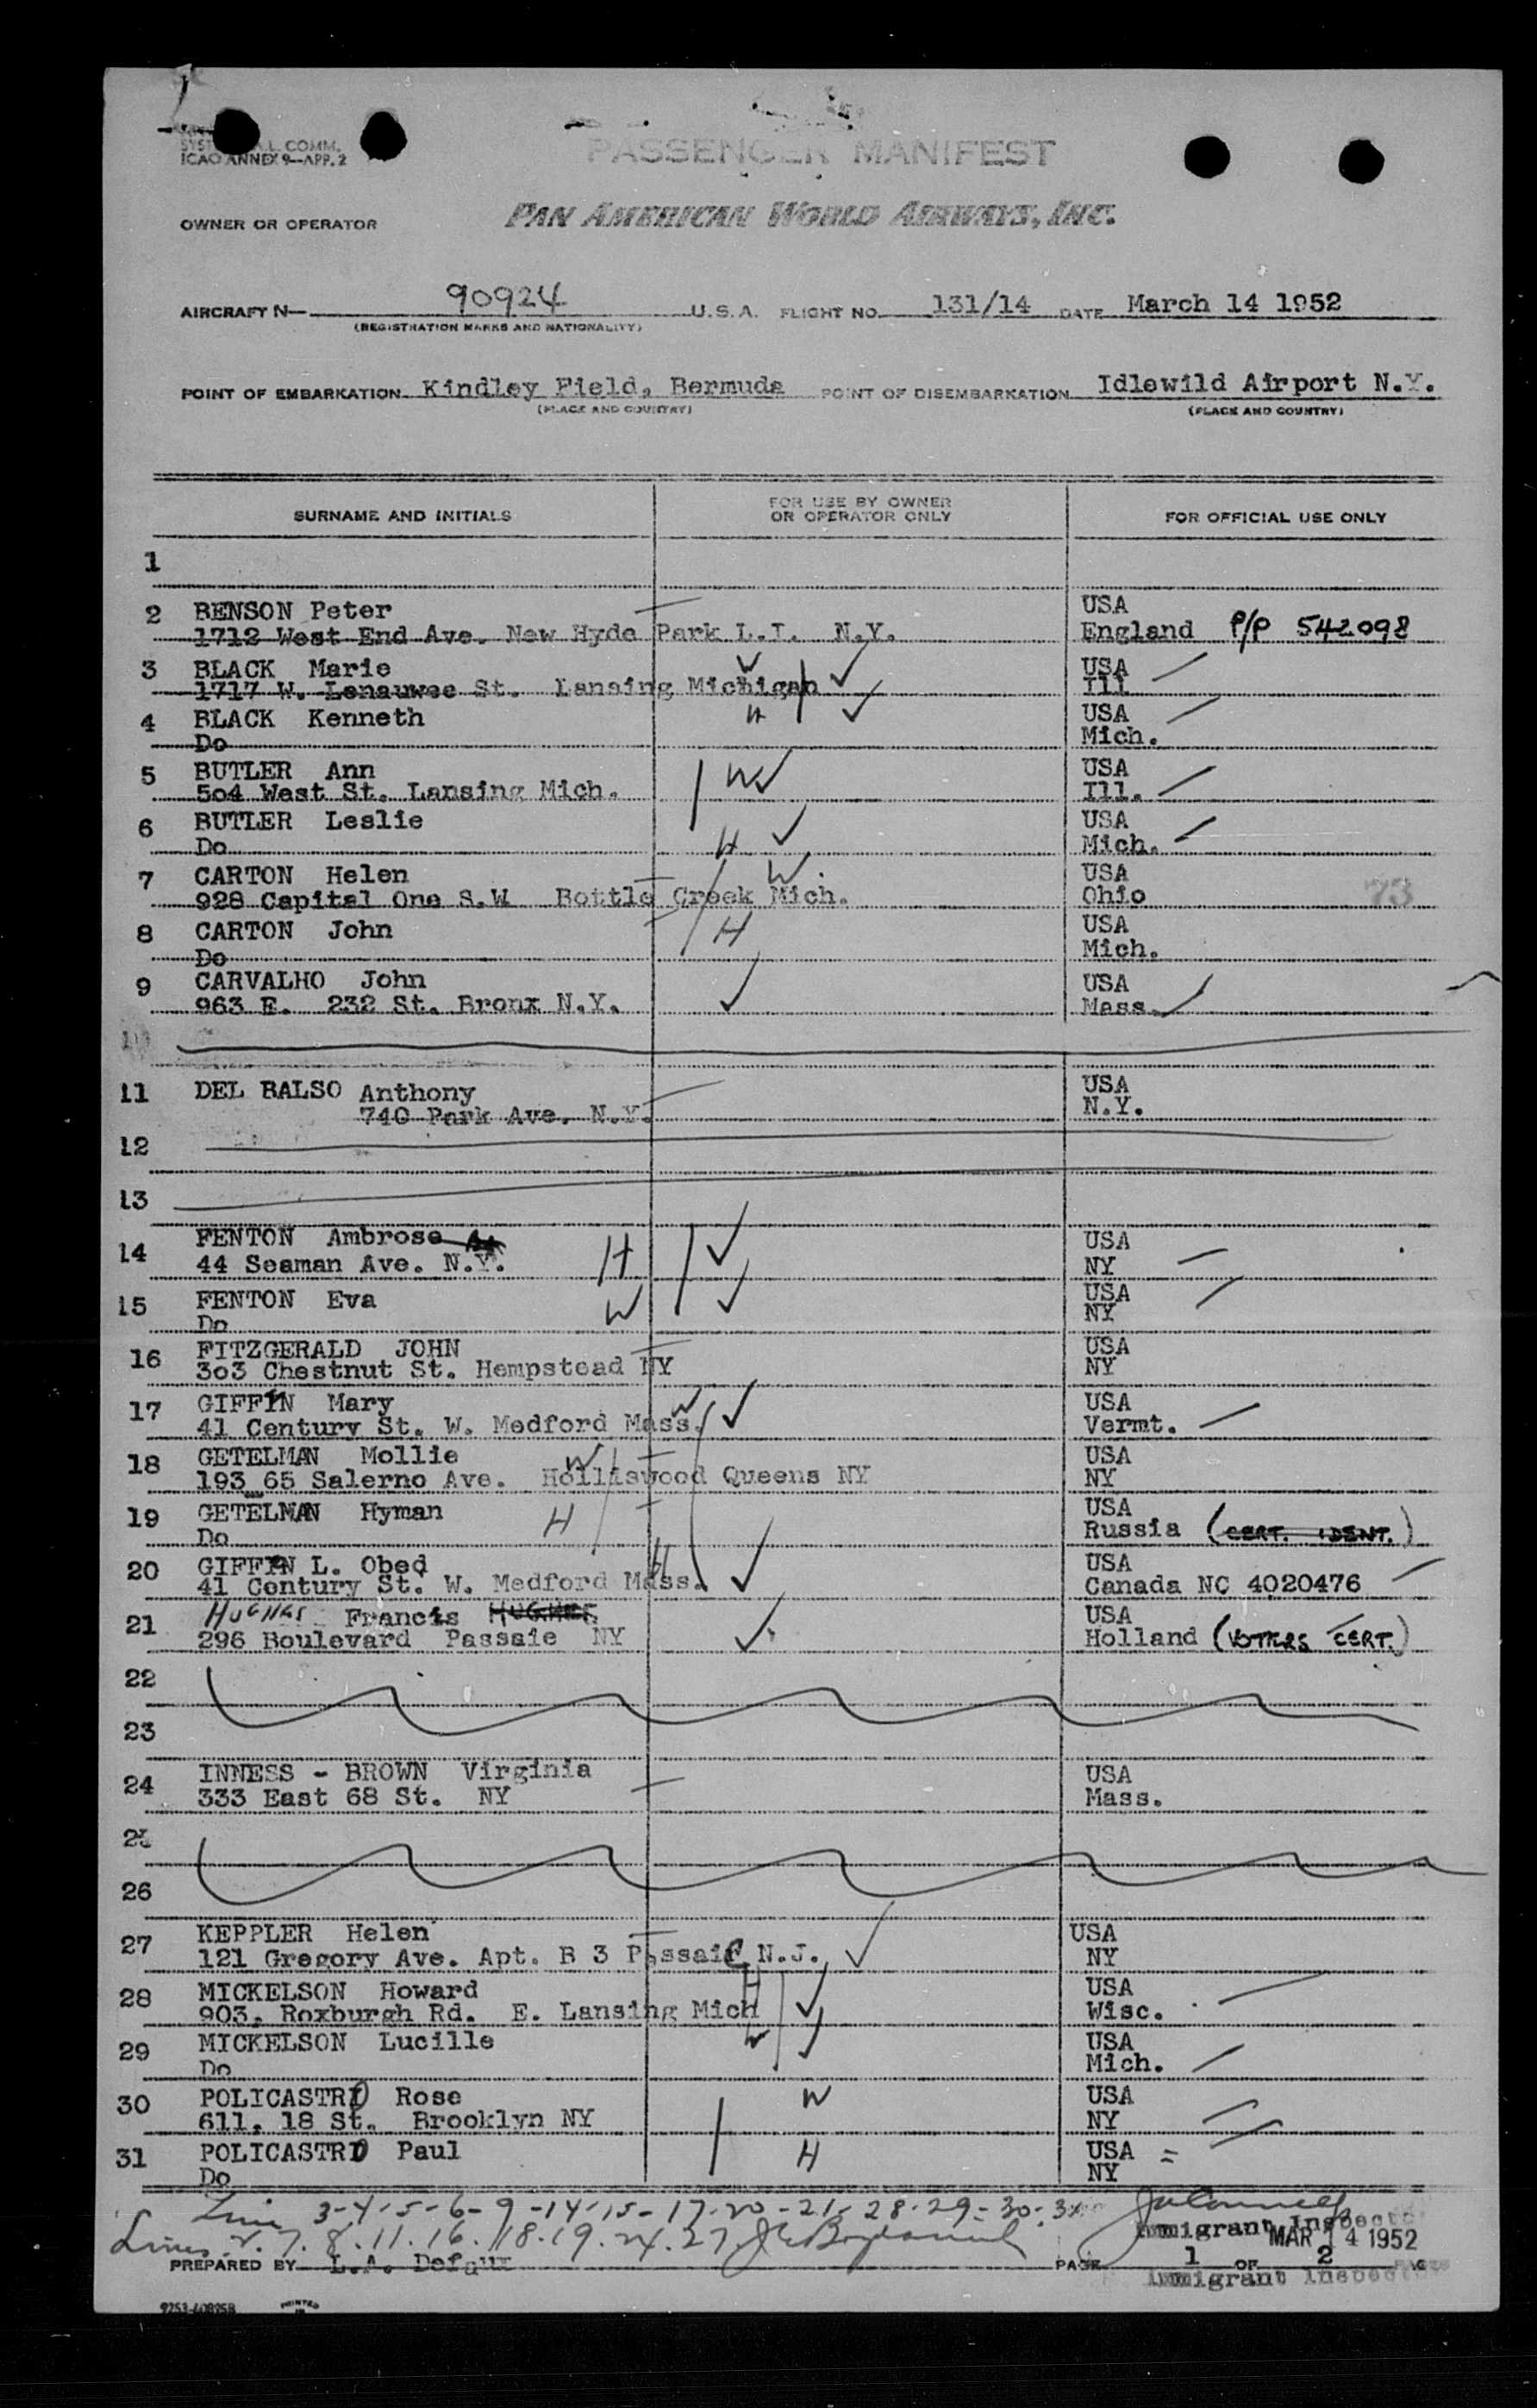 L. COMM.
ICAO ANNEX 9—APP. 2
PASSENGER MANIFEST
OWNER OR OPERATOR PAN AMERICAN WORLD AIRWAYS, INC.
AIRCRAFT N— 90924 U.S.A. FLIGHT NO. 131/14 DATE March 14 1952
(REGISTRATION MARKS AND NATIONALITY)
POINT OF EMBARKATION Kindley Field, Bermuda POINT OF DISEMBARKATION Idlewild Airport N.Y.
(PLACE AND COUNTRY) (PLACE AND COUNTRY)
SURNAME AND INITIALS FOR USE BY OWNER OR OPERATOR ONLY FOR OFFICIAL USE ONLY
1
2 BENSON Peter USA
1712 West End Ave. New Hyde Park L.I. N.Y. England P/P 542098
3 BLACK Marie W USA
1717 W. Lenauwee St. Lansing Michigan Ill
4 BLACK Kenneth H USA
Do Mich.
5 BUTLER Ann W USA
504 West St. Lansing Mich. Ill.
6 BUTLER Leslie H USA
Do Mich.
7 CARTON Helen W. USA
928 Capital One S.W Bottle Creek Mich. Ohio 73
8 CARTON John H USA
Do Mich.
9 CARVALHO John USA
963 E. 232 St. Bronx N.Y. Mass.
10
11 DEL BALSO Anthony USA
740 Park Ave. N.Y. N.Y.
12
13
14 FENTON Ambrose H USA
44 Seaman Ave. N.Y. NY
15 FENTON Eva W USA
Do NY
16 FITZGERALD JOHN USA
303 Chestnut St. Hempstead NY NY
17 GIFFIN Mary W USA
41 Century St. W. Medford Mass. Vermt.
18 GETELMAN Mollie W USA
193 65 Salerno Ave. Holliswood Queens NY NY
19 GETELMAN Hyman H USA
Do Russia (CERT. IDENT.)
20 GIFFIN L. Obed H USA
41 Century St. W. Medford Mass. Canada NC 4020476
21 HUGHES Francis HUGHES USA
296 Boulevard Passaie NY Holland (VOTERS CERT.)
22
23
24 INNESS - BROWN Virginia USA
333 East 68 St. NY Mass.
25
26
27 KEPPLER Helen USA
121 Gregory Ave. Apt. B 3 Passaic N.J. NY
28 MICKELSON Howard H USA
903, Roxburgh Rd. E. Lansing Mich Wisc.
29 MICKELSON Lucille W USA
Do Mich.
30 POLICASTRO Rose W USA
611, 18 St. Brooklyn NY NY
31 POLICASTRO Paul H USA
Do NY
Line 3-4-5-6-9-14-15-17-20-21-28-29-30-31
Immigrant Inspector
Lines 2.7.8.11.16.18.19.24.27 MAR 14 1952
PREPARED BY L.A. Defaur PAGE 1 OF 2
Immigrant Inspector